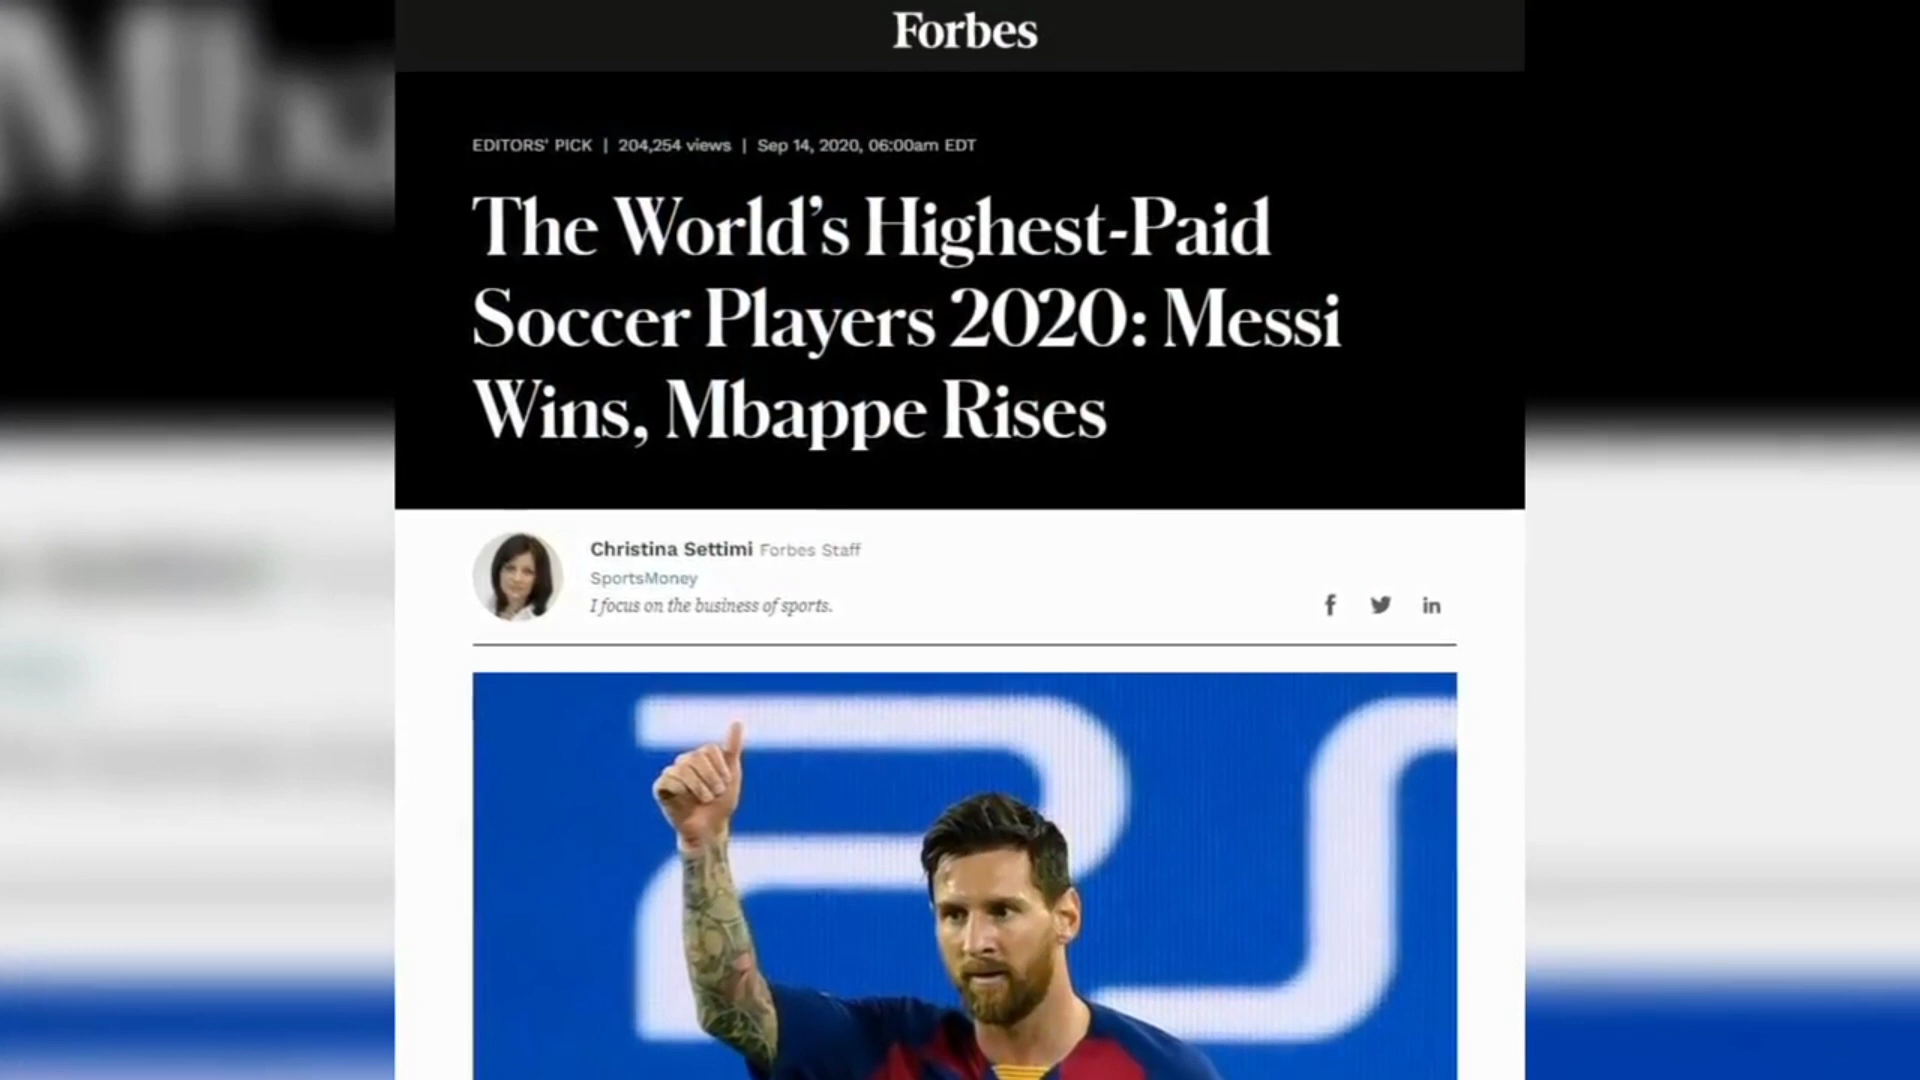 Forbes
EDITORS' PICK | 204,254 views | Sep 14, 2020, 06:00am EDT
The World's Highest-Paid
Soccer Players 2020: Messi
Wins, Mbappe Rises
Christina Settimi Forbes Staff
SportsMoney
I focus on the business of sports.